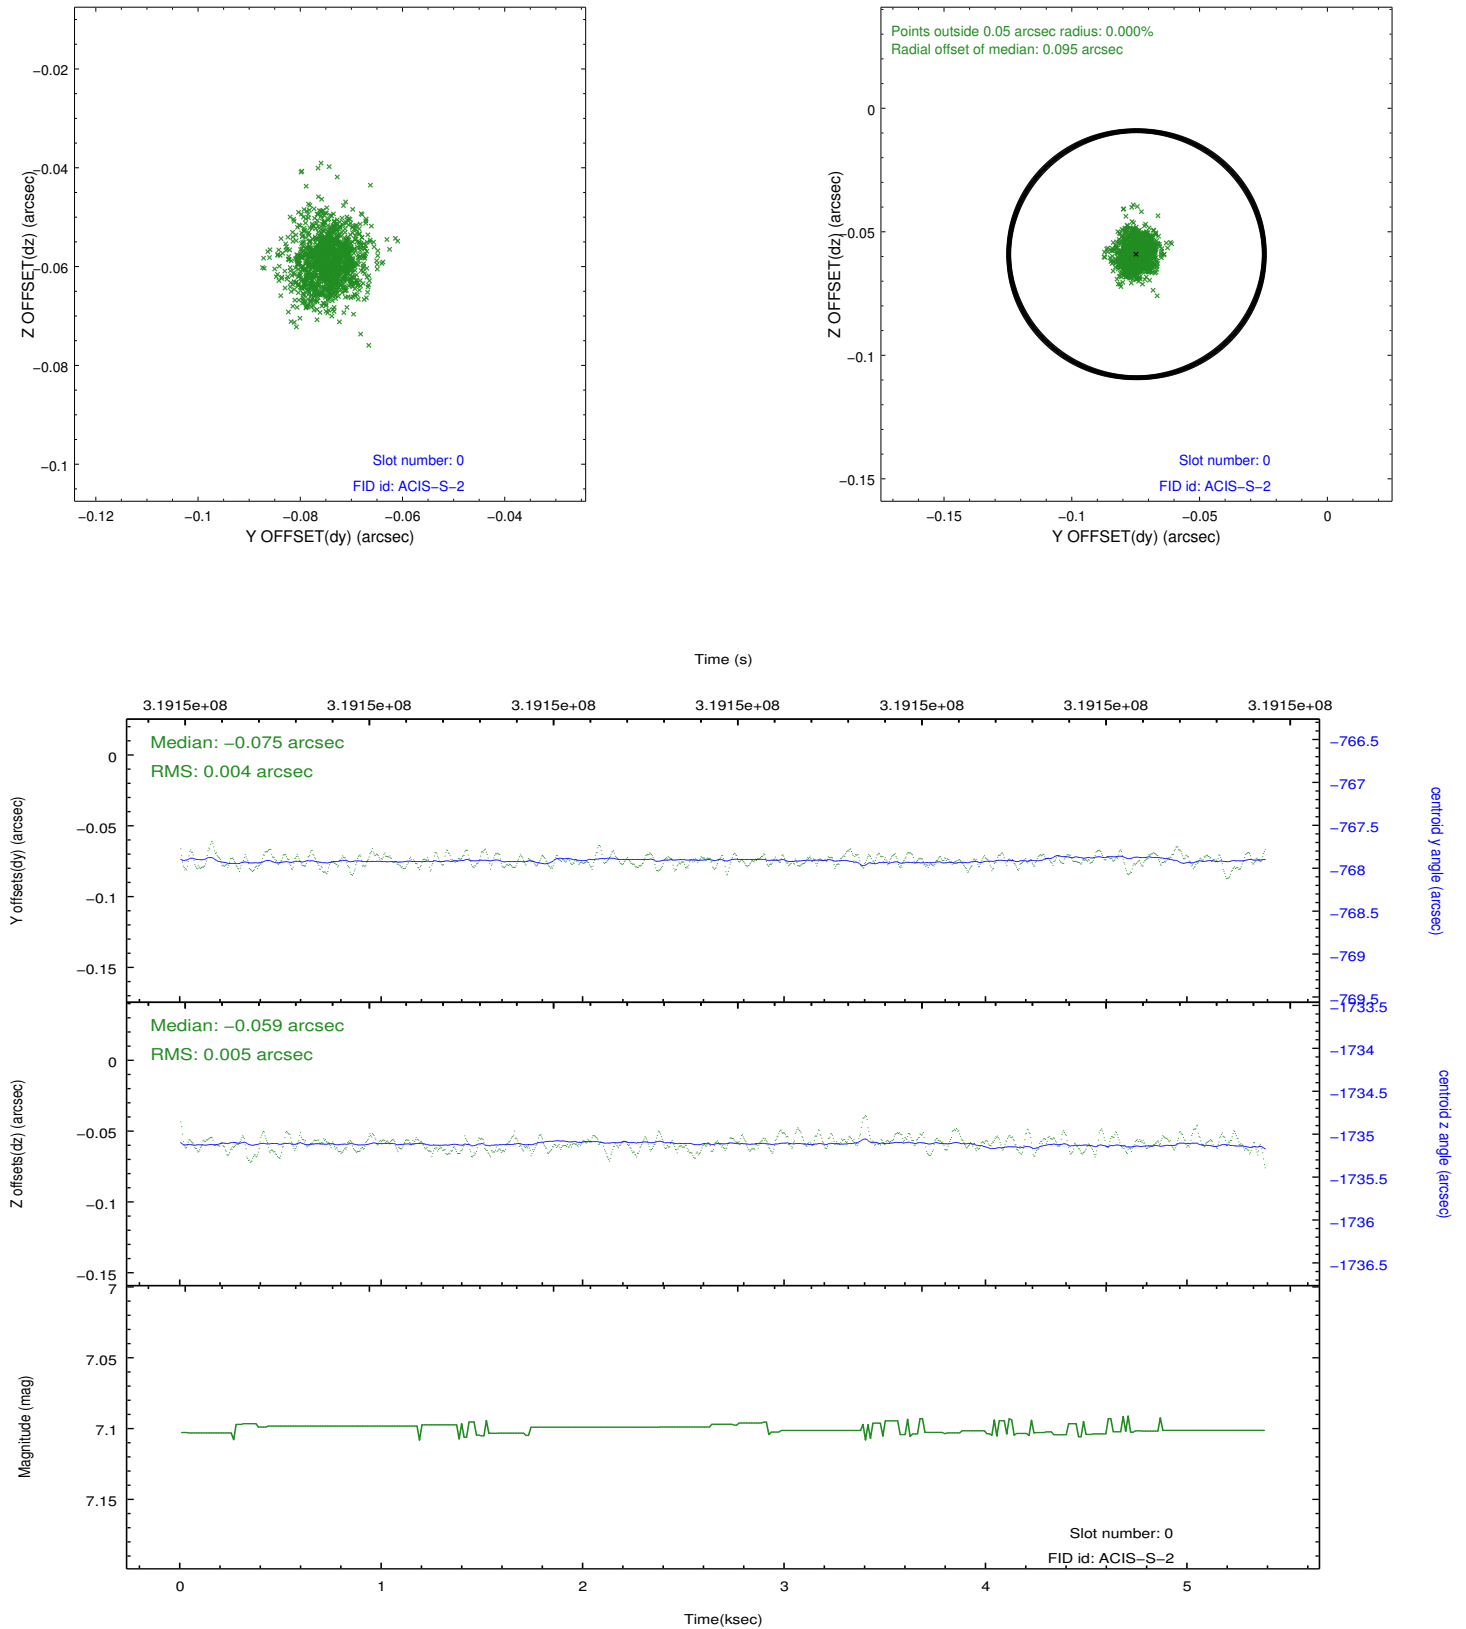 −0.02
−0.04
−0.06
−0.08
−0.1
Z OFFSET(dz) (arcsec)
Slot number: 0
FID id: ACIS−S−2
−0.12 −0.1 −0.08 −0.06 −0.04
Y OFFSET(dy) (arcsec)
Points outside 0.05 arcsec radius: 0.000%
Radial offset of median: 0.095 arcsec
0
−0.05
−0.1
−0.15
Z OFFSET(dz) (arcsec)
Slot number: 0
FID id: ACIS−S−2
−0.15 −0.1 −0.05 0
Y OFFSET(dy) (arcsec)
Time (s)
3.1915e+08 3.1915e+08 3.1915e+08 3.1915e+08 3.1915e+08 3.1915e+08 3.1915e+08
Median: −0.075 arcsec
RMS: 0.004 arcsec
0
−0.05
−0.1
−0.15
Y offsets(dy) (arcsec)
−766.5
−767
−767.5
−768
−768.5
−769
−769.5
centroid y angle (arcsec)
Median: −0.059 arcsec
RMS: 0.005 arcsec
0
−0.05
−0.1
−0.15
Z offsets(dz) (arcsec)
−1733.5
−1734
−1734.5
−1735
−1735.5
−1736
−1736.5
centroid z angle (arcsec)
7
7.05
7.1
7.15
Magnitude (mag)
Slot number: 0
FID id: ACIS−S−2
0 1 2 3 4 5
Time(ksec)